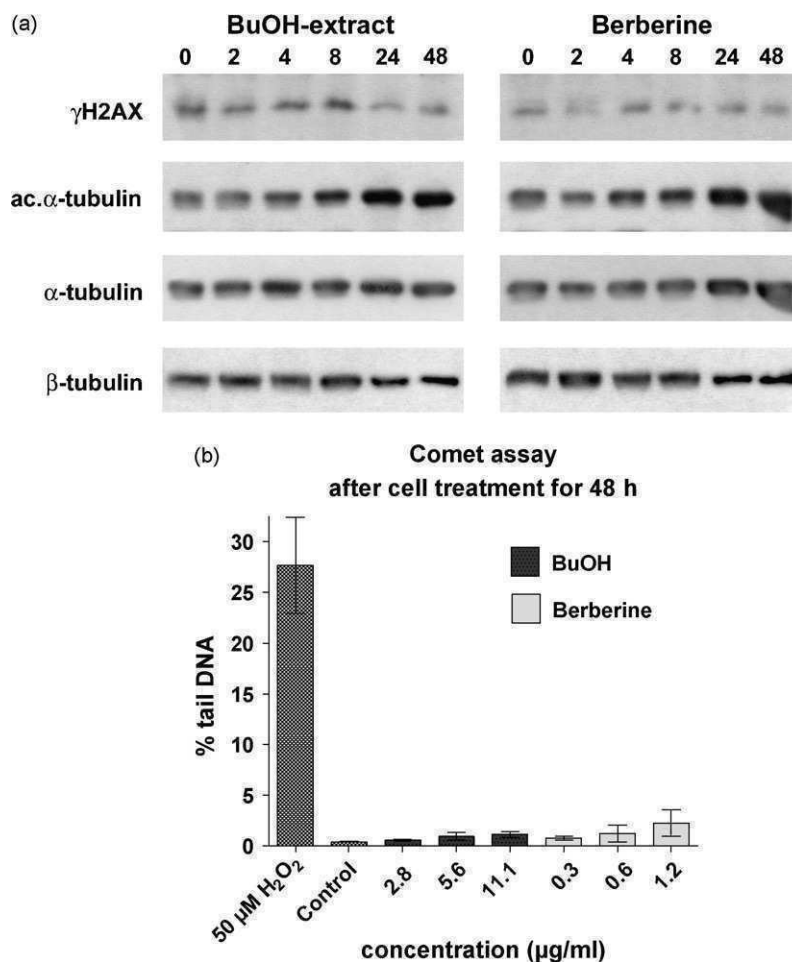 (a)
BuOH-extract Berberine
0 2 4 8 24 48 0 2 4 8 24 48
γH2AX
ac.α-tubulin
α-tubulin
β-tubulin
(b)
Comet assay
after cell treatment for 48 h
30
25
20
15
10
5
0
% tail DNA
BuOH
Berberine
50 µM H₂O₂ Control 2.8 5.6 11.1 0.3 0.6 1.2
concentration (µg/ml)